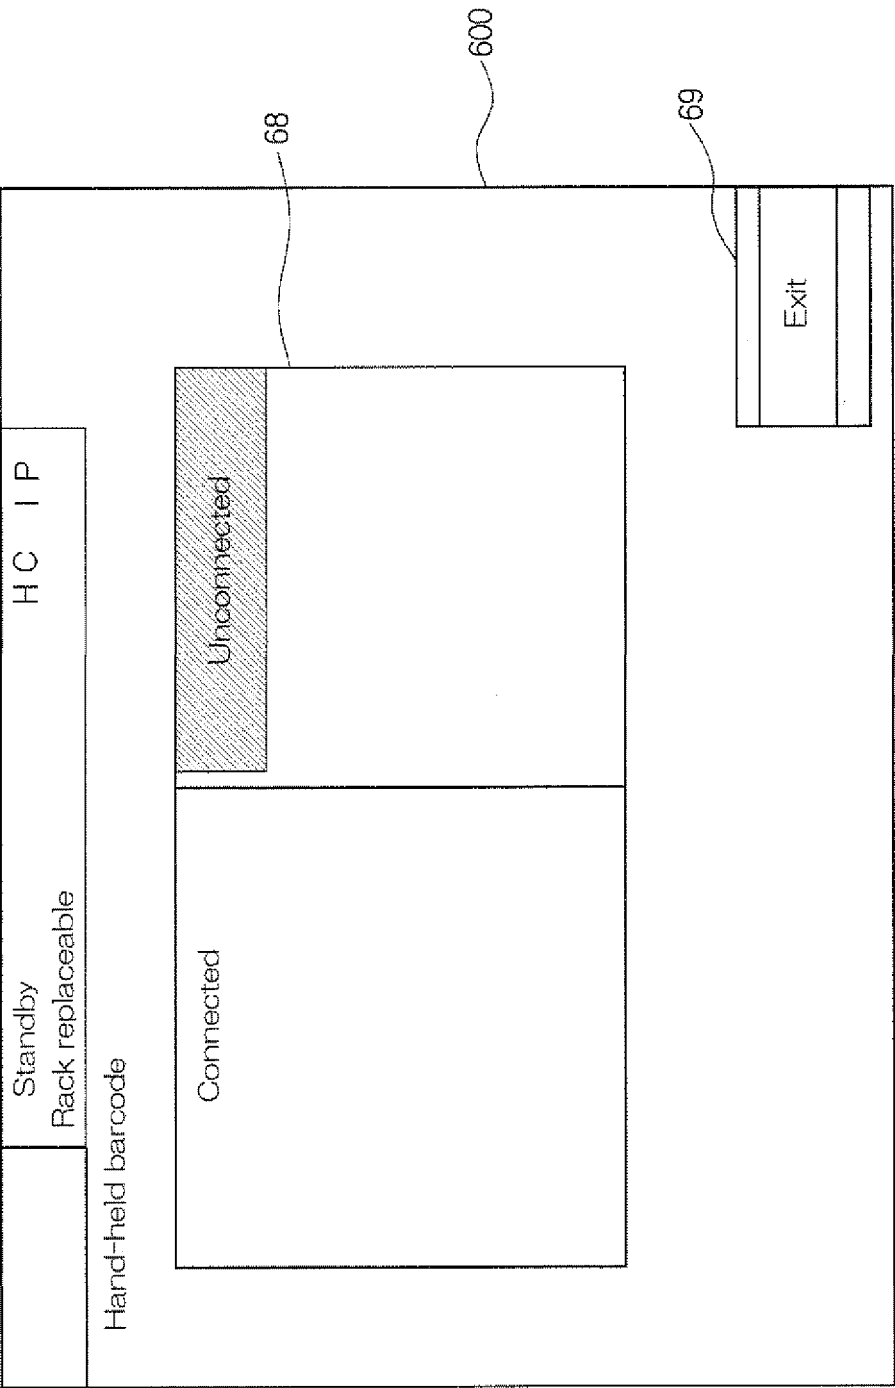 Standby
Rack replaceable
H C I P
Hand-held barcode
Connected
Unconnected
Exit
68
600
69